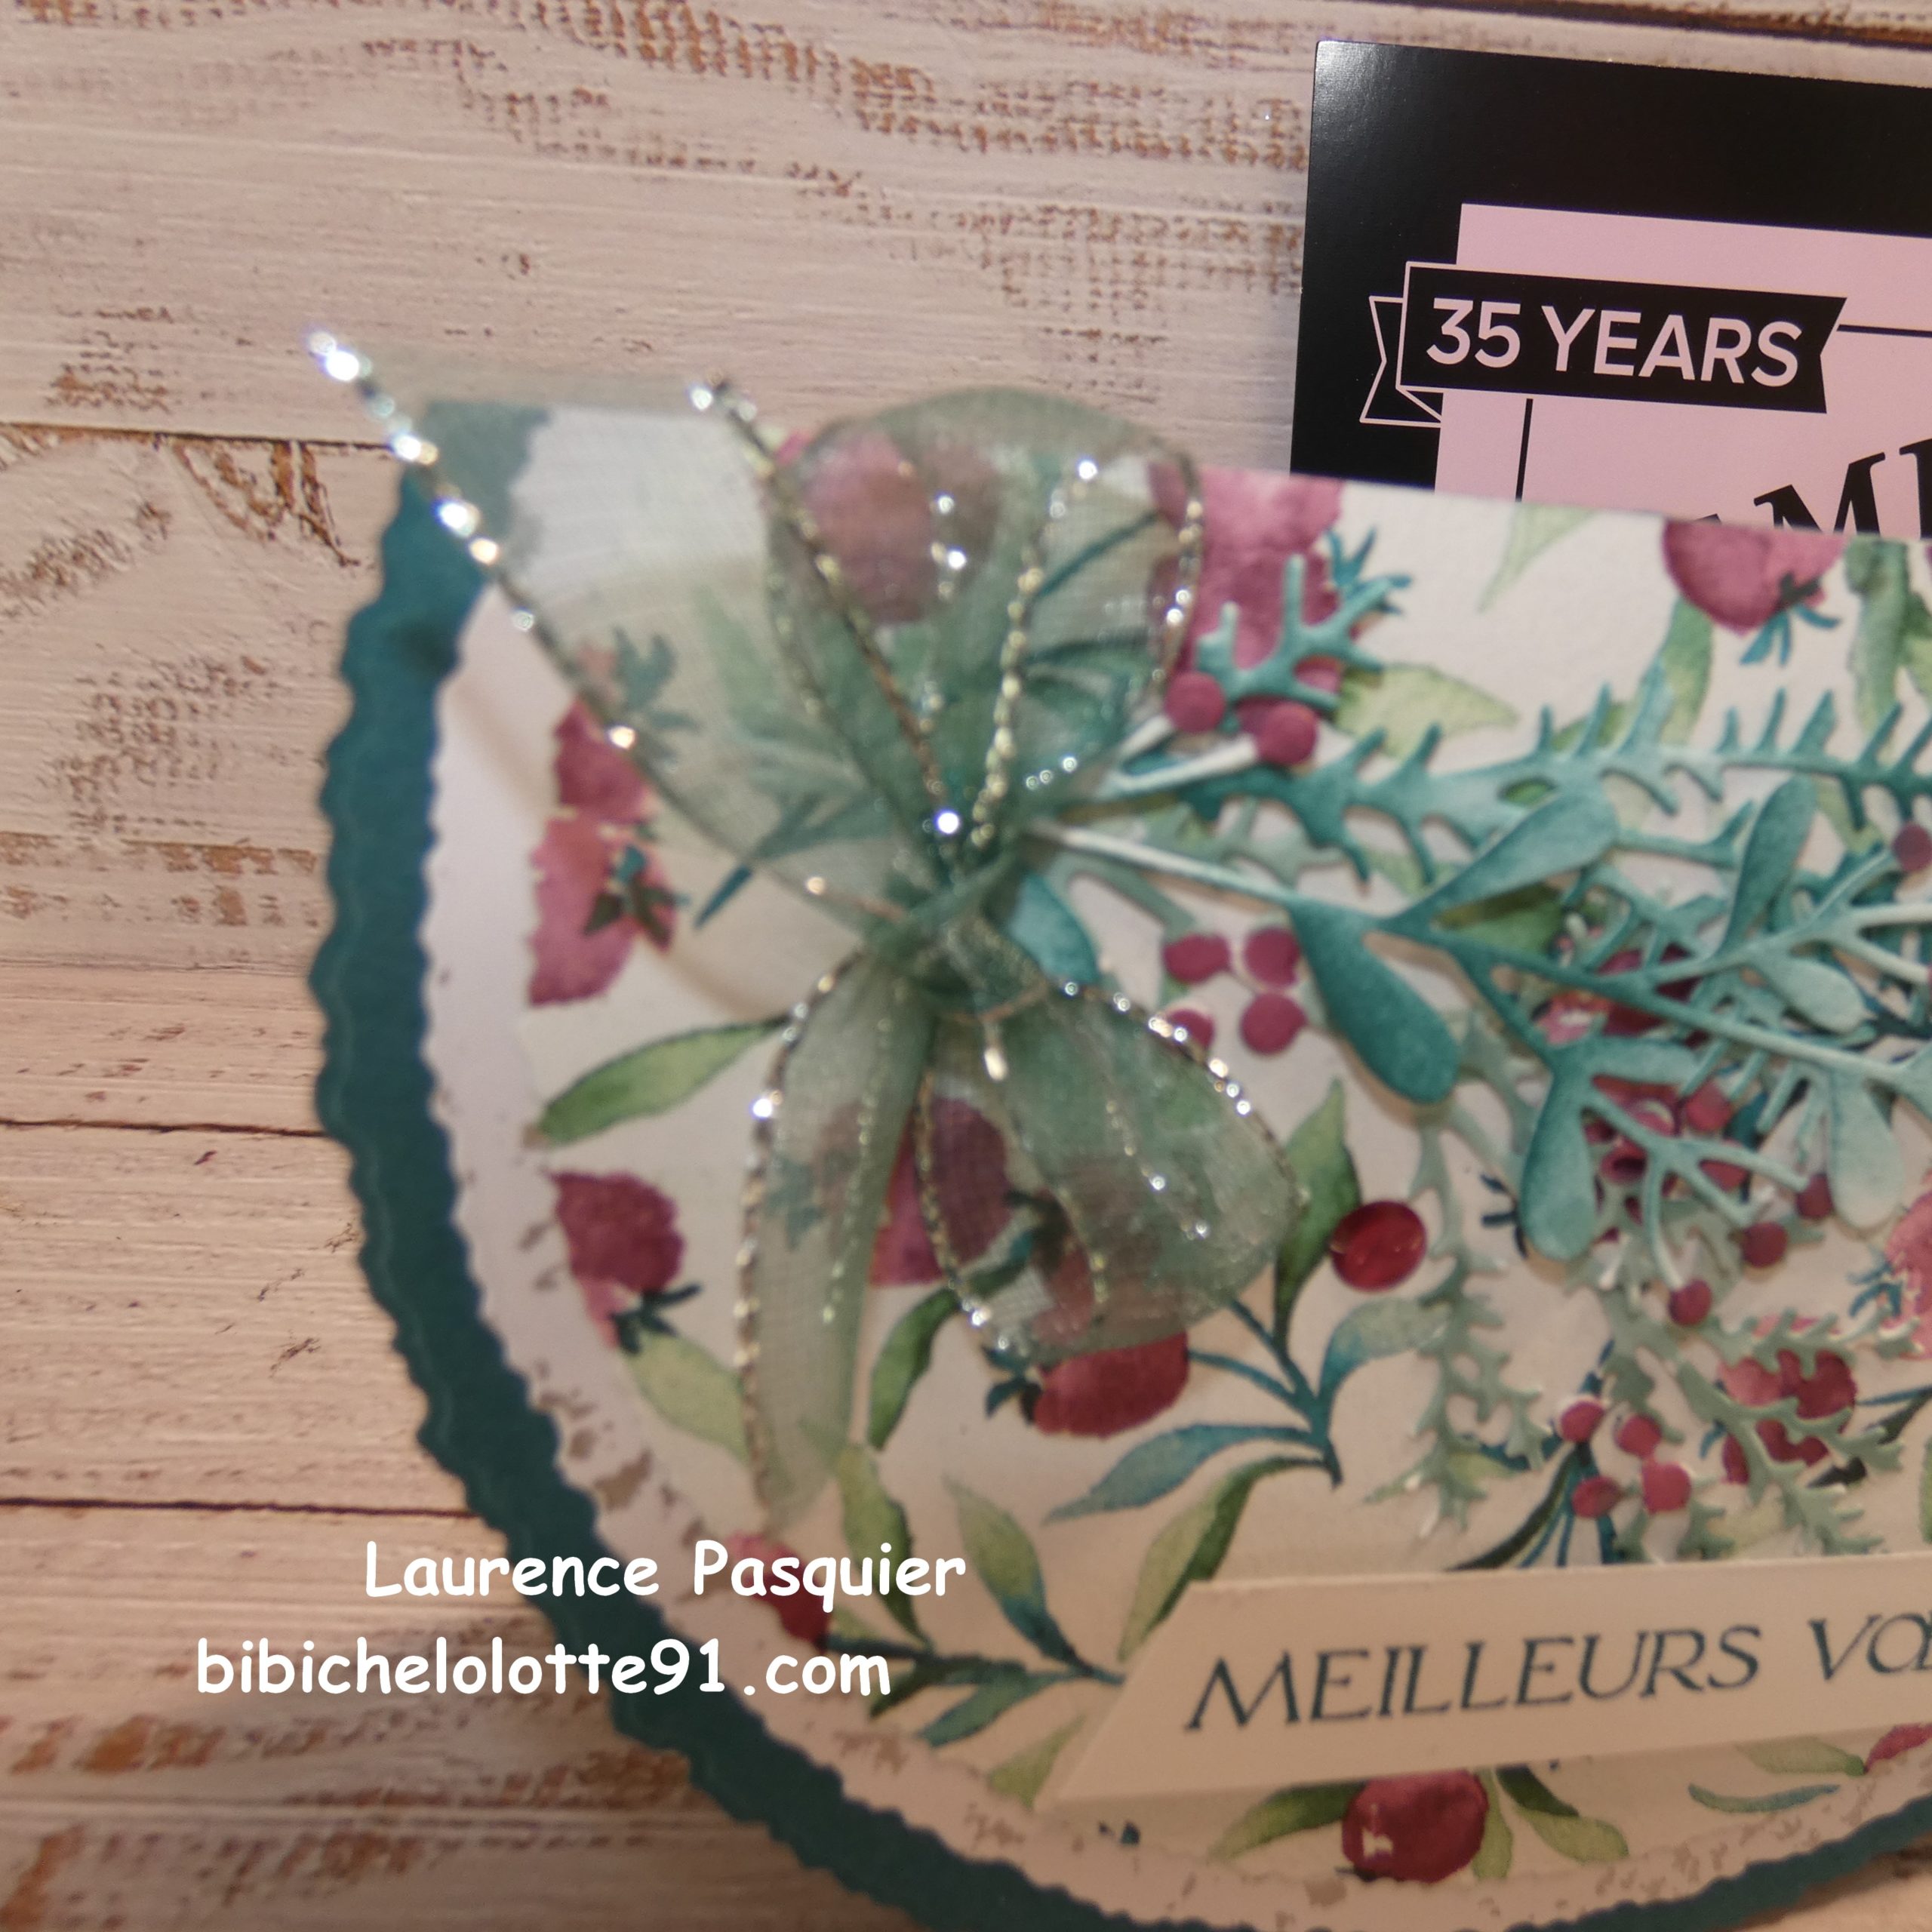 35 YEARS
Laurence Pasquier
bibichelolotte91.com
MEILLEURS